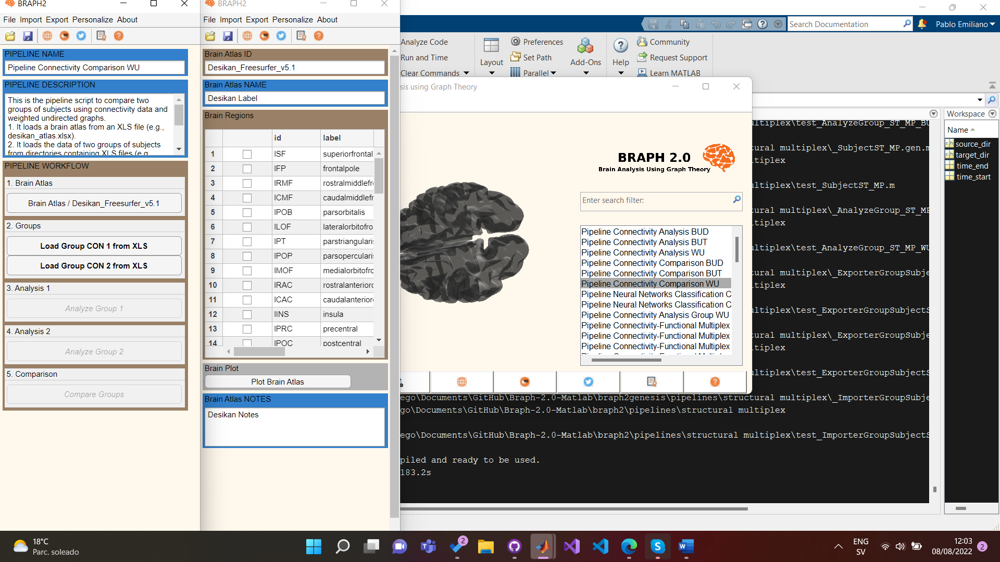 BRAPH2
File Import Export Personalize About
PIPELINE NAME
Pipeline Connectivity Comparison WU
PIPELINE DESCRIPTION
This is the pipeline script to compare two
groups of subjects using connectivity data and
weighted undirected graphs.
1. It loads a brain atlas from an XLS file (e.g.,
desikan_atlas.xlsx).
2. It loads the data of two groups of subjects
from directories containing XLS files (e.g.
PIPELINE WORKFLOW
1. Brain Atlas
Brain Atlas / Desikan_Freesurfer_v5.1
2. Groups
Load Group CON 1 from XLS
Load Group CON 2 from XLS
3. Analysis 1
Analyze Group 1
4. Analysis 2
Analyze Group 2
5. Comparison
Compare Groups
BRAPH2
File Import Export Personalize About
Brain Atlas ID
Desikan_Freesurfer_v5.1
Brain Atlas NAME
Desikan Label
Brain Regions
id label
1 ISF superiorfrontal
2 IFP frontalpole
3 IRMF rostralmiddlefr
4 ICMF caudalmiddlefr
5 IPOB parsorbitalis
6 ILOF lateralorbitofro
7 IPT parstriangularis
8 IPOP parsopercularis
9 IMOF medialorbitofro
10 IRAC rostralanterior
11 ICAC caudalanterior
12 IINS insula
13 IPRC precentral
14 IPOC postcentral
Brain Plot
Plot Brain Atlas
Brain Atlas NOTES
Desikan Notes
Search Documentation
Pablo Emiliano
Analyze Code
Run and Time
Clear Commands
Layout
Preferences
Set Path
Parallel
Add-Ons
Help
Community
Request Support
Learn MATLAB
sis using Graph Theory
BRAPH 2.0
Brain Analysis Using Graph Theory
Enter search filter:
Pipeline Connectivity Analysis BUD
Pipeline Connectivity Analysis BUT
Pipeline Connectivity Analysis WU
Pipeline Connectivity Comparison BUD
Pipeline Connectivity Comparison BUT
Pipeline Connectivity Comparison WU
Pipeline Neural Networks Classification C
Pipeline Neural Networks Classification C
Pipeline Connectivity Analysis Group WU
Pipeline Connectivity-Functional Multiplex
Pipeline Connectivity-Functional Multiplex
Pipeline Connectivity-Functional Multiplex
ltiplex\test_AnalyzeGroup_ST_MP_BU
ural multiplex\_SubjectST_MP.gen.m
tiplex
ltiplex\test_SubjectST_MP.m
ural multiplex\_AnalyzeGroup_ST_MP
tiplex
ltiplex\test_AnalyzeGroup_ST_MP_WU
ural multiplex\_ExporterGroupSubje
tiplex
ltiplex\test_ExporterGroupSubjectS
ural multiplex\_ExporterGroupSubje
tiplex
ltiplex\test_ExporterGroupSubjectS
ltiplex\test_ExporterGroupSubjectS
ego\Documents\GitHub\Braph-2.0-Matlab\braph2genesis\pipelines\structural multiplex\_ImporterGroupSubje
go\Documents\GitHub\Braph-2.0-Matlab\braph2\pipelines\structural multiplex
ego\Documents\GitHub\Braph-2.0-Matlab\braph2\pipelines\structural multiplex\test_ImporterGroupSubjectS
piled and ready to be used.
183.2s
Workspace
Name
source_dir
target_dir
time_end
time_start
18°C
Parc. soleado
2
ENG
SV
12:03
08/08/2022
2